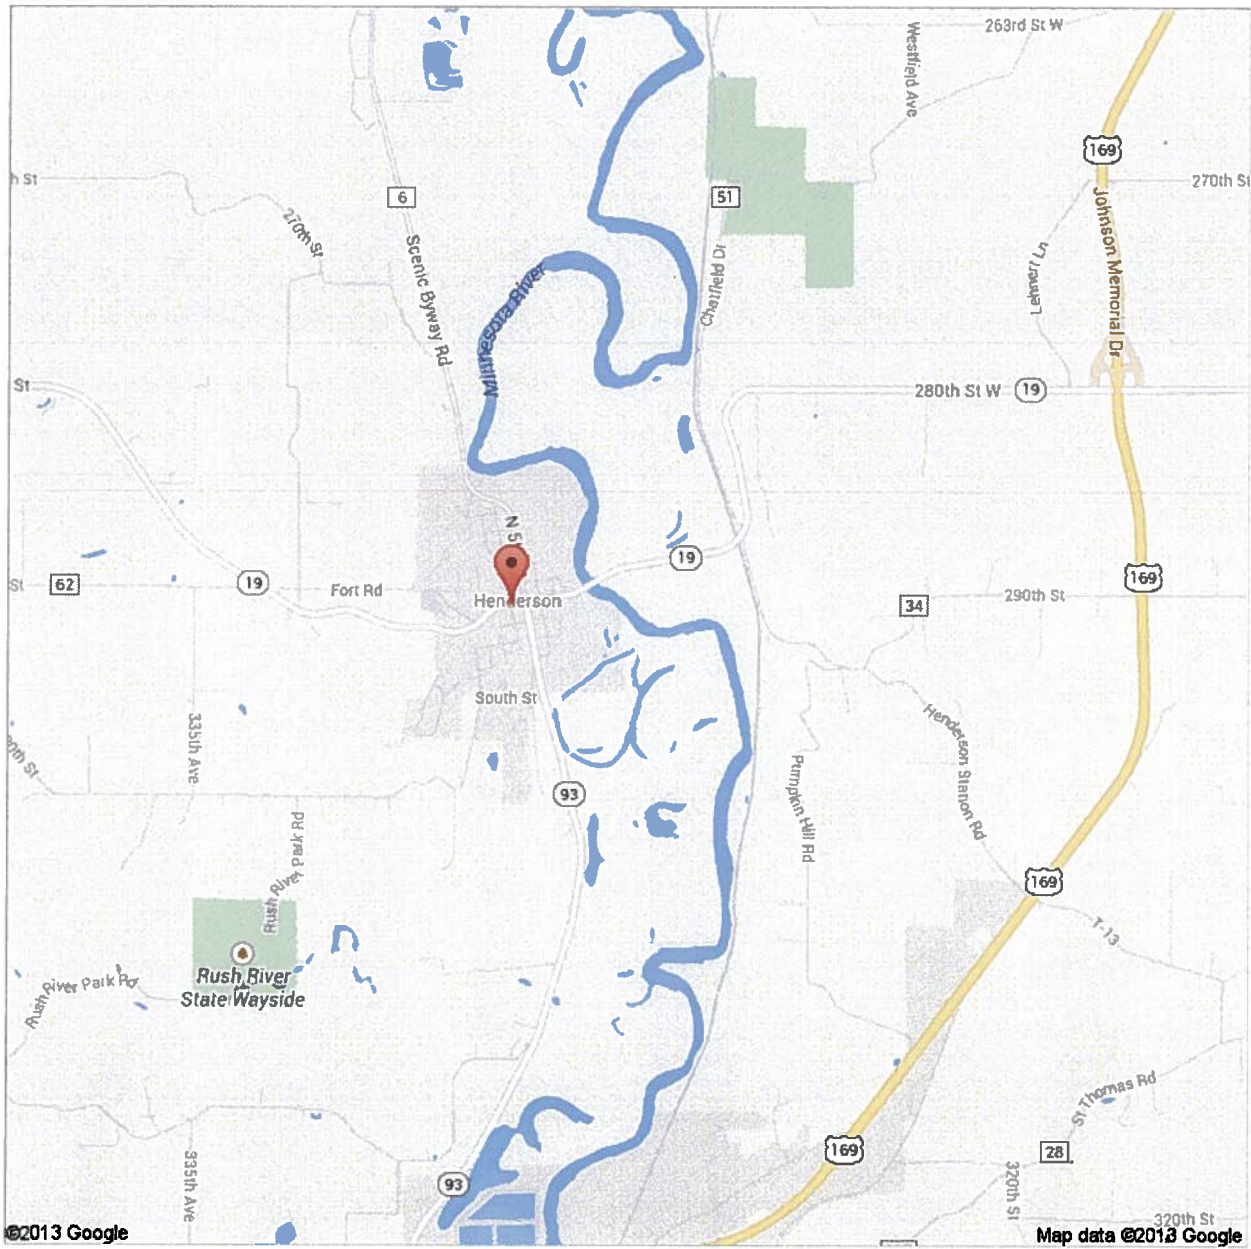 263rd St W
Westfield Ave
169
h St
270th St
6
51
270th St
Johnson Memorial Dr
Scenic Byway Rd
Chatfield Dr
Lehnert Ln
Minnesota River
St
280th St W
19
N 5
19
169
St
62
19
Fort Rd
Henderson
34
290th St
South St
335th Ave
Henderson Station Rd
0th St
Pumpkin Hill Rd
93
Rush River Park Rd
169
T-13
Rush River
State Wayside
Rush River Park Rd
St Thomas Rd
169
28
335th Ave
93
320th St
320th St
©2013 Google
Map data ©2013 Google